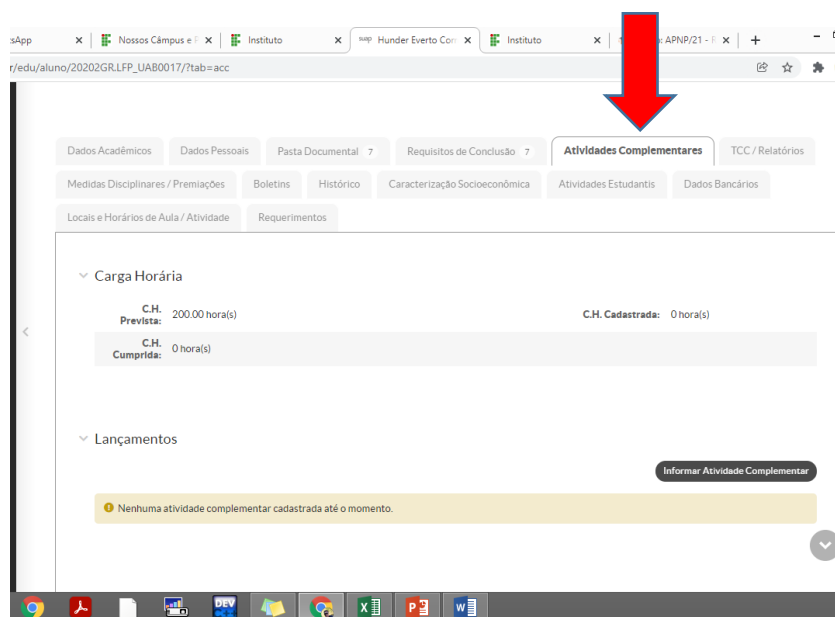 sApp
Nossos Câmpus e F
Instituto
suap Hunder Everto Com
Instituto
: APNP/21 - F
r/edu/aluno/20202GR.LFP_UAB0017/?tab=acc
Dados Acadêmicos Dados Pessoais Pasta Documental 7 Requisitos de Conclusão 7 Atividades Complementares TCC / Relatórios
Medidas Disciplinares / Premiações Boletins Histórico Caracterização Socioeconômica Atividades Estudantis Dados Bancários
Locais e Horários de Aula / Atividade Requerimentos
Carga Horária
C.H. Prevista: 200.00 hora(s) C.H. Cadastrada: 0 hora(s)
C.H. Cumprida: 0 hora(s)
Lançamentos
Informar Atividade Complementar
Nenhuma atividade complementar cadastrada até o momento.
DEV